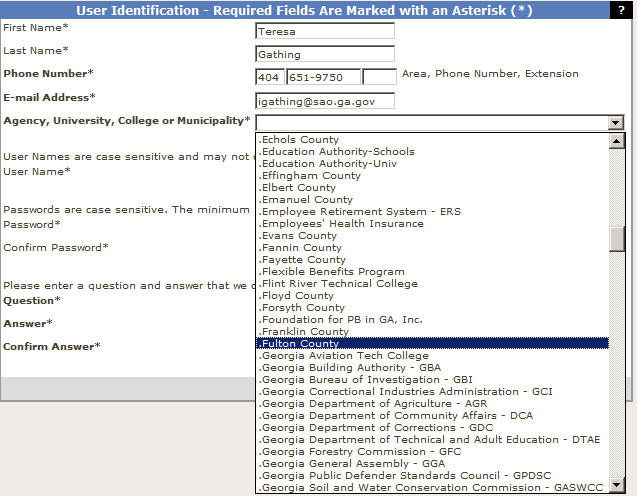 User Identification - Required Fields Are Marked with an Asterisk (*) ?
First Name* Teresa
Last Name* Gathing
Phone Number* 404 651-9750 Area, Phone Number, Extension
E-mail Address* igathing@sao.ga.gov
Agency, University, College or Municipality*
.Echols County
.Education Authority-Schools
.Education Authority-Univ
.Effingham County
.Elbert County
.Emanuel County
.Employee Retirement System - ERS
.Employees' Health Insurance
.Evans County
.Fannin County
.Fayette County
.Flexible Benefits Program
.Flint River Technical College
.Floyd County
.Forsyth County
.Foundation for PB in GA, Inc.
.Franklin County
.Fulton County
.Georgia Aviation Tech College
.Georgia Building Authority - GBA
.Georgia Bureau of Investigation - GBI
.Georgia Correctional Industries Administration - GCI
.Georgia Department of Agriculture - AGR
.Georgia Department of Community Affairs - DCA
.Georgia Department of Corrections - GDC
.Georgia Department of Technical and Adult Education - DTAE
.Georgia Forestry Commission - GFC
.Georgia General Assembly - GGA
.Georgia Public Defender Standards Council - GPDSC
.Georgia Soil and Water Conservation Commission - GASWCC
User Names are case sensitive and may not
User Name*
Passwords are case sensitive. The minimum
Password*
Confirm Password*
Please enter a question and answer that we
Question*
Answer*
Confirm Answer*